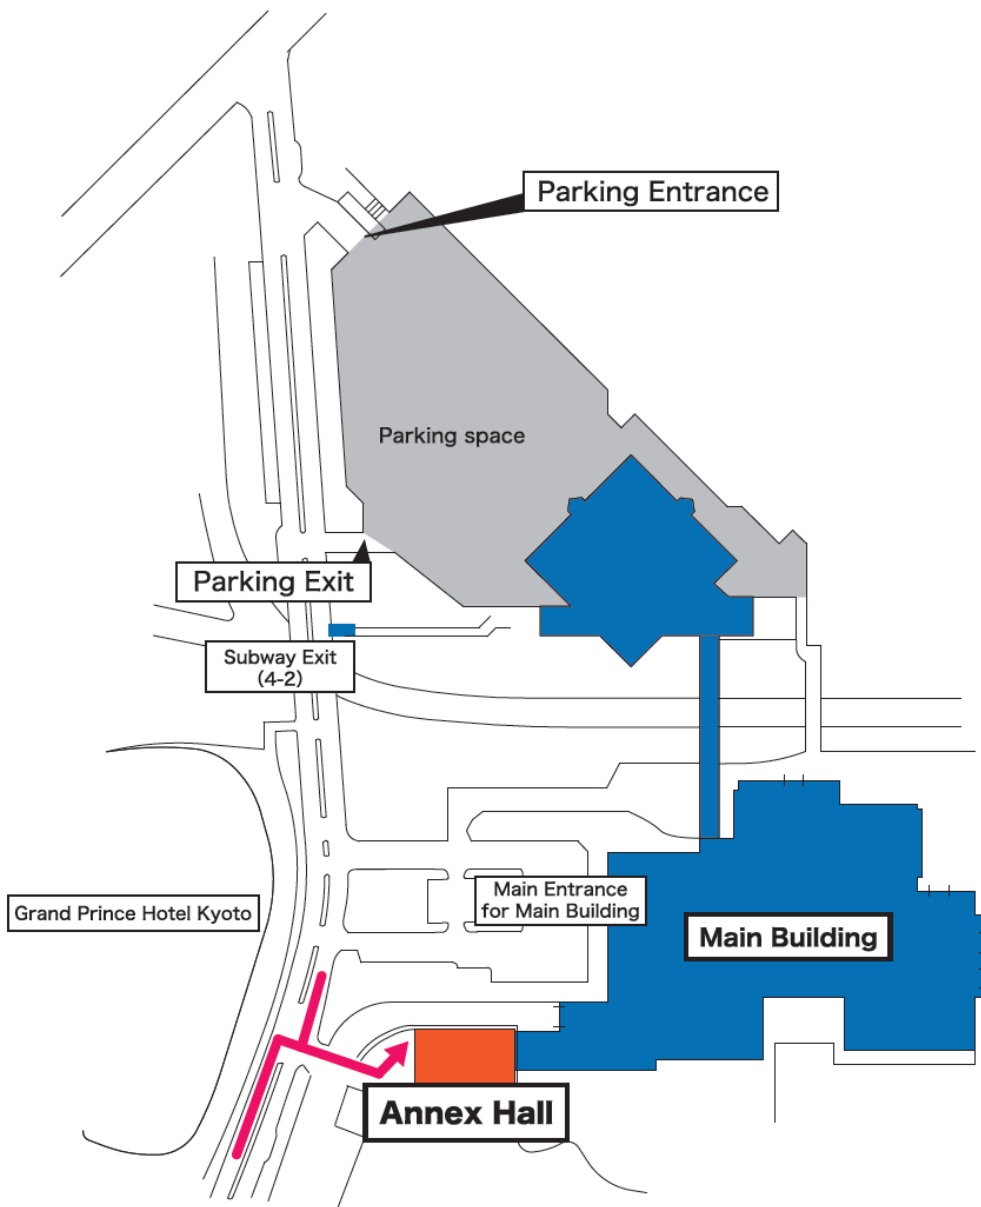 Parking Entrance
Parking space
Parking Exit
Subway Exit
(4-2)
Grand Prince Hotel Kyoto
Main Entrance
for Main Building
Main Building
Annex Hall